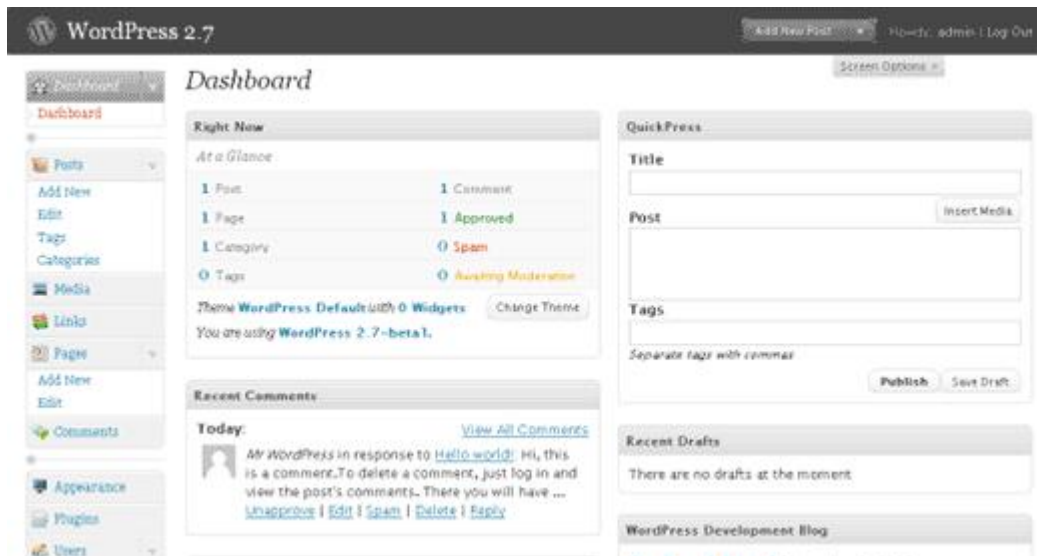 WordPress 2.7
Add New Post
Howdy, admin | Log Out
Screen Options
Dashboard
Dashboard
Dashboard
Posts
Add New
Edit
Tags
Categories
Media
Links
Pages
Add New
Edit
Comments
Appearance
Plugins
Users
Right Now
At a Glance
1 Post
1 Comment
1 Page
1 Approved
1 Category
0 Spam
0 Tags
0 Awaiting Moderation
Theme WordPress Default with 0 Widgets
Change Theme
You are using WordPress 2.7-beta1.
Recent Comments
Today:
View All Comments
Mr WordPress in response to Hello world! Hi, this
is a comment.To delete a comment, just log in and
view the post's comments. There you will have ...
Unapprove | Edit | Spam | Delete | Reply
QuickPress
Title
Post
Insert Media
Tags
Separate tags with commas
Publish
Save Draft
Recent Drafts
There are no drafts at the moment
WordPress Development Blog